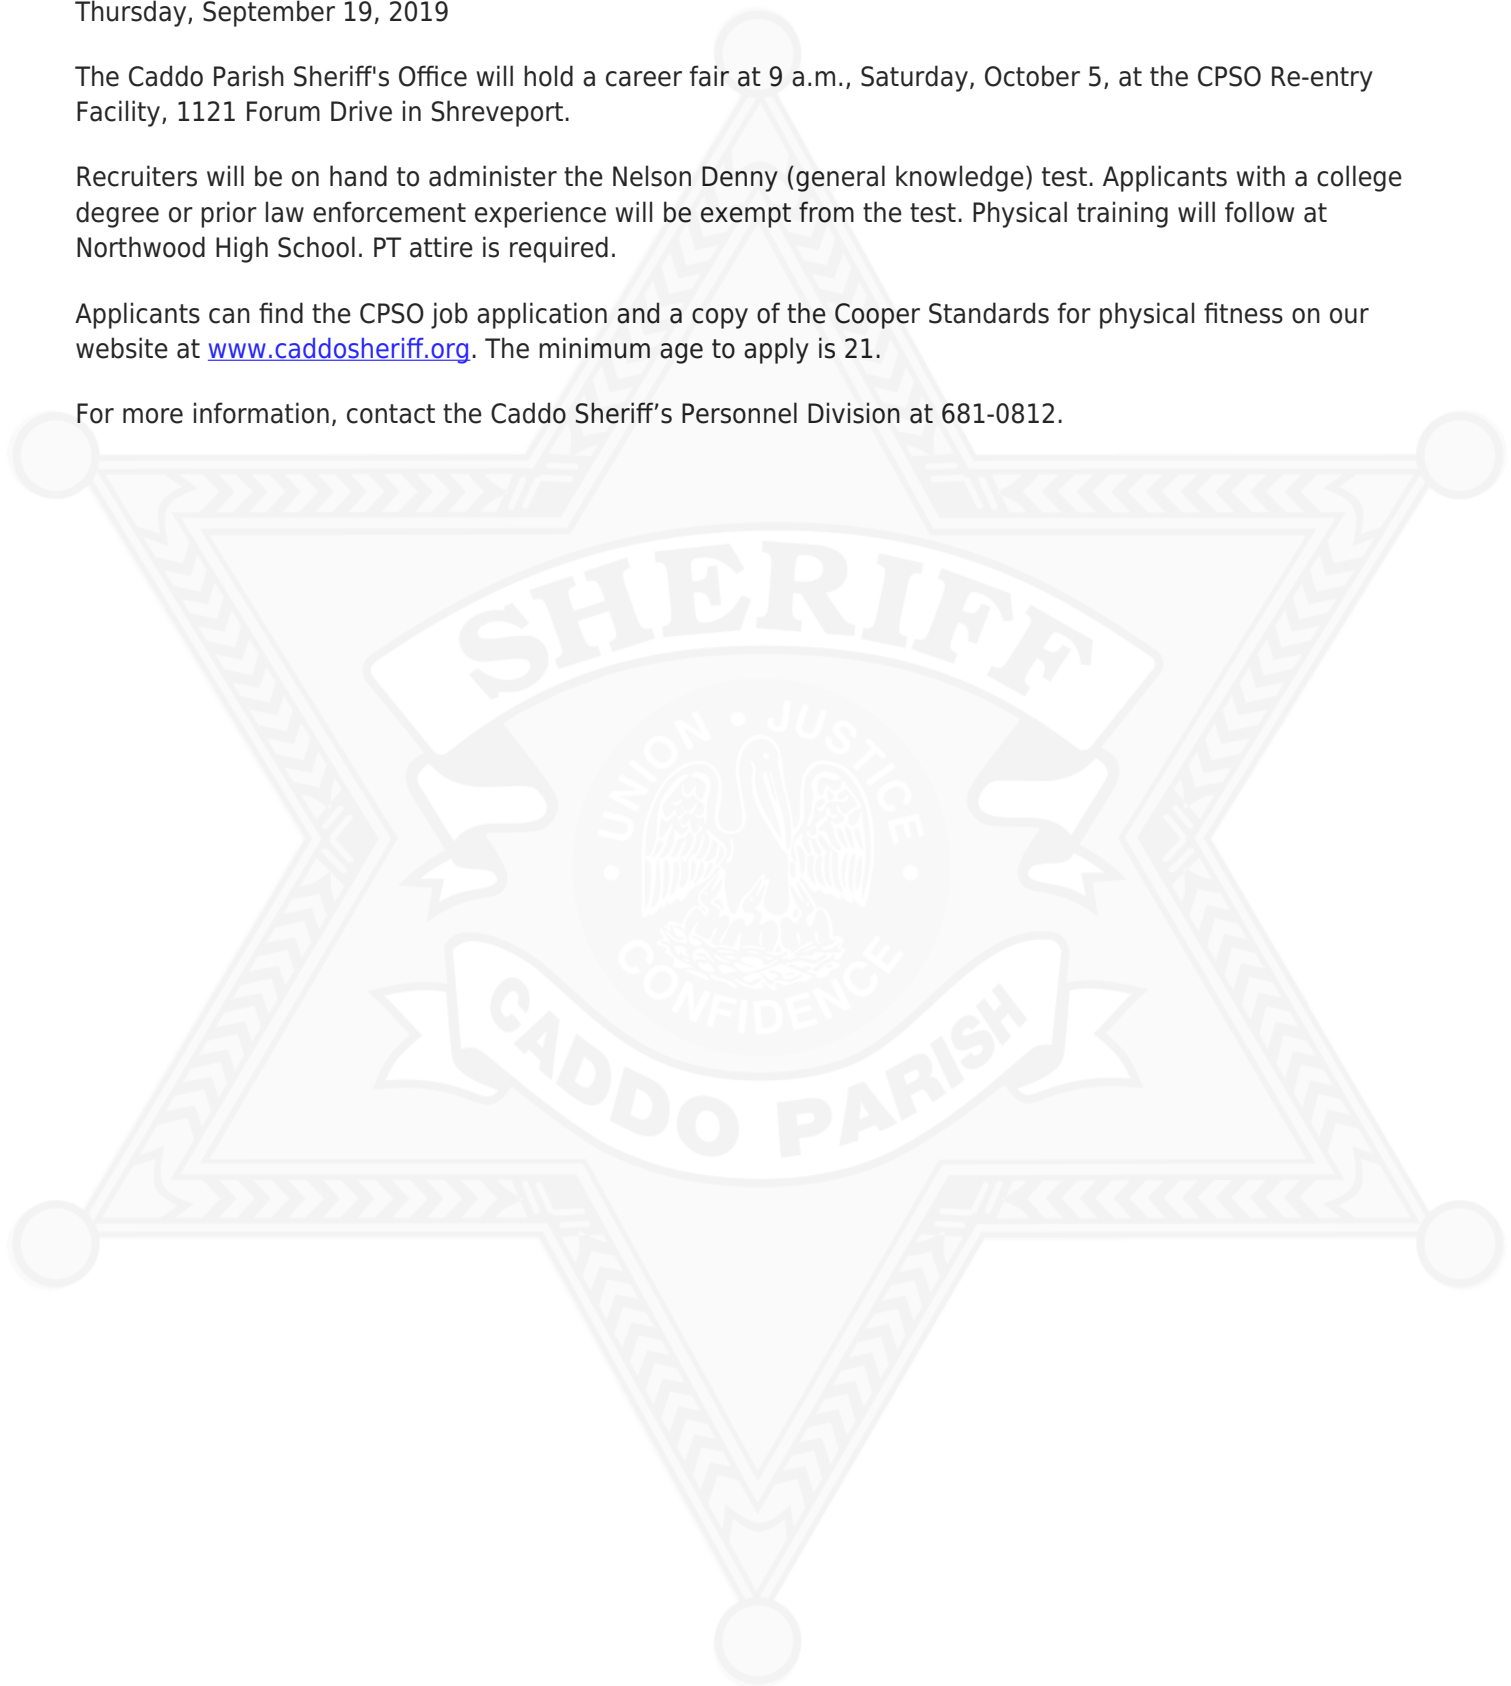 Thursday, September 19, 2019
The Caddo Parish Sheriff's Office will hold a career fair at 9 a.m., Saturday, October 5, at the CPSO Re-entry
Facility, 1121 Forum Drive in Shreveport.
Recruiters will be on hand to administer the Nelson Denny (general knowledge) test. Applicants with a college
degree or prior law enforcement experience will be exempt from the test. Physical training will follow at
Northwood High School. PT attire is required.
Applicants can find the CPSO job application and a copy of the Cooper Standards for physical fitness on our
website at www.caddosheriff.org. The minimum age to apply is 21.
For more information, contact the Caddo Sheriff’s Personnel Division at 681-0812.
SHERIFF
UNION • JUSTICE
• CONFIDENCE •
CADDO PARISH